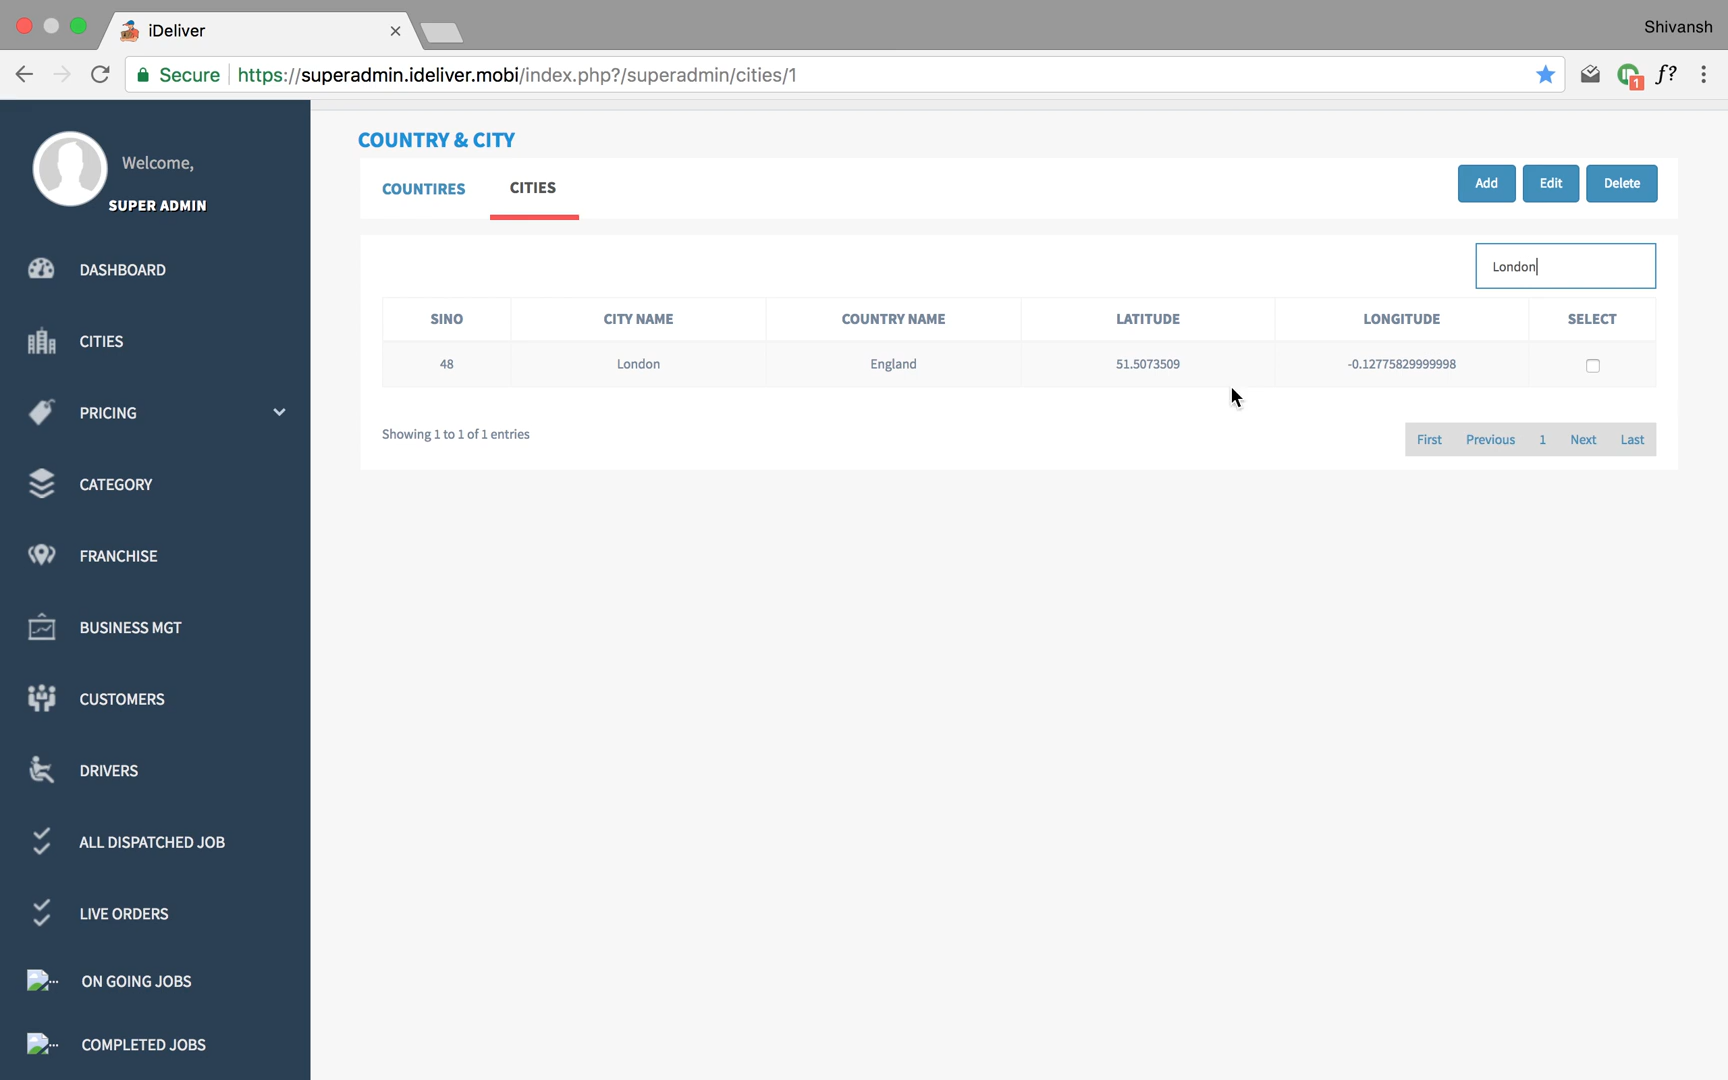 iDeliver
Shivansh
Secure https://superadmin.ideliver.mobi/index.php?/superadmin/cities/1
1
f?
Welcome,
SUPER ADMIN
DASHBOARD
CITIES
PRICING
CATEGORY
FRANCHISE
BUSINESS MGT
CUSTOMERS
DRIVERS
ALL DISPATCHED JOB
LIVE ORDERS
ON GOING JOBS
COMPLETED JOBS
COUNTRY & CITY
COUNTIRES CITIES
Add Edit Delete
London
SINO CITY NAME COUNTRY NAME LATITUDE LONGITUDE SELECT
48 London England 51.5073509 -0.12775829999998
Showing 1 to 1 of 1 entries
First Previous 1 Next Last